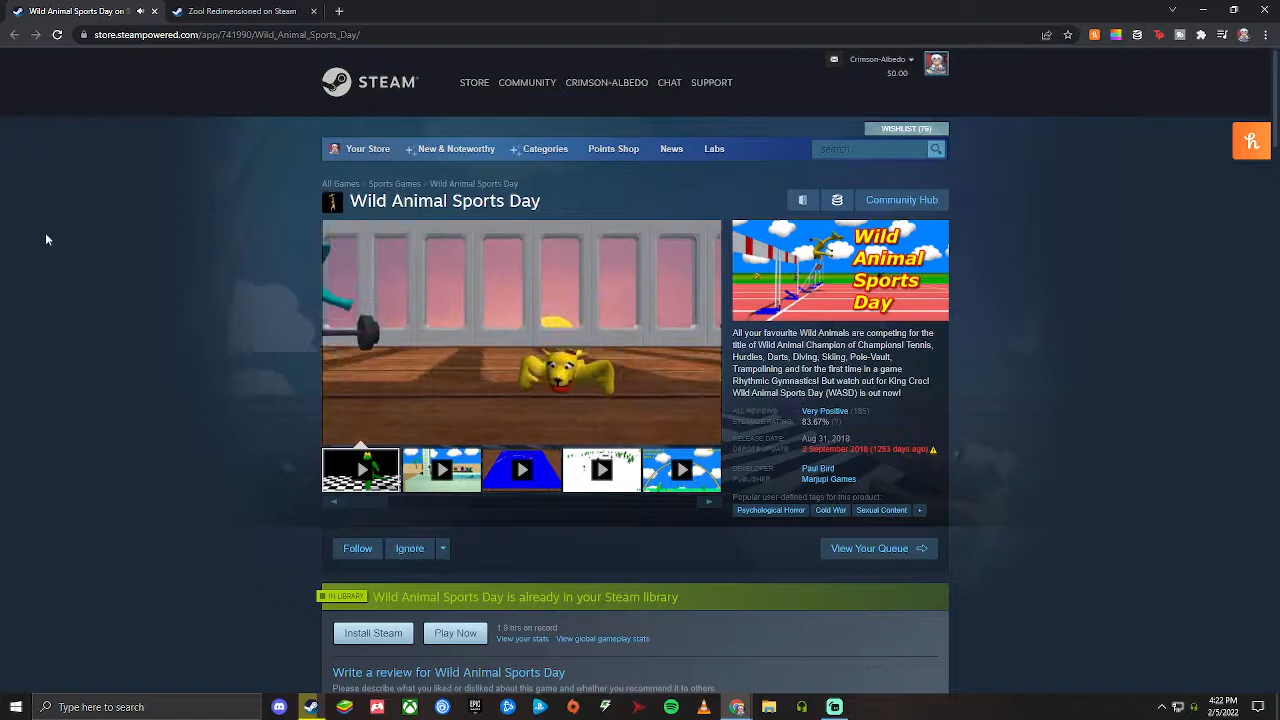 Wild Animal Sports Day on S
Zool Redimensioned on Steam
store.steampowered.com/app/741990/Wild_Animal_Sports_Day/
STEAM
STORE COMMUNITY CRIMSON-ALBEDO CHAT SUPPORT
Crimson-Albedo
$0.00
WISHLIST (76)
Your Store New & Noteworthy Categories Points Shop News Labs search
All Games > Sports Games > Wild Animal Sports Day
Wild Animal Sports Day
Community Hub
Wild
Animal
Sports
Day
All your favourite Wild Animals are competing for the
title of Wild Animal Champion of Champions! Tennis,
Hurdles, Darts, Diving, Skiing, Pole-Vault,
Trampolining and for the first time in a game
Rhythmic Gymnastics! But watch out for King Croc!
Wild Animal Sports Day (WASD) is out now!
ALL REVIEWS: Very Positive (185)
STEAMDB RATING: 83.67% (?)
RELEASE DATE: Aug 31, 2018
DEPOTS UPDATE: 2 September 2018 (1253 days ago)
DEVELOPER: Paul Bird
PUBLISHER: Marjupi Games
Popular user-defined tags for this product:
Psychological Horror Cold War Sexual Content +
Follow Ignore View Your Queue
IN LIBRARY Wild Animal Sports Day is already in your Steam library
Install Steam Play Now
1.9 hrs on record
View your stats View global gameplay stats
Write a review for Wild Animal Sports Day
Please describe what you liked or disliked about this game and whether you recommend it to others.
Type here to search
4:22 PM
2/5/2022